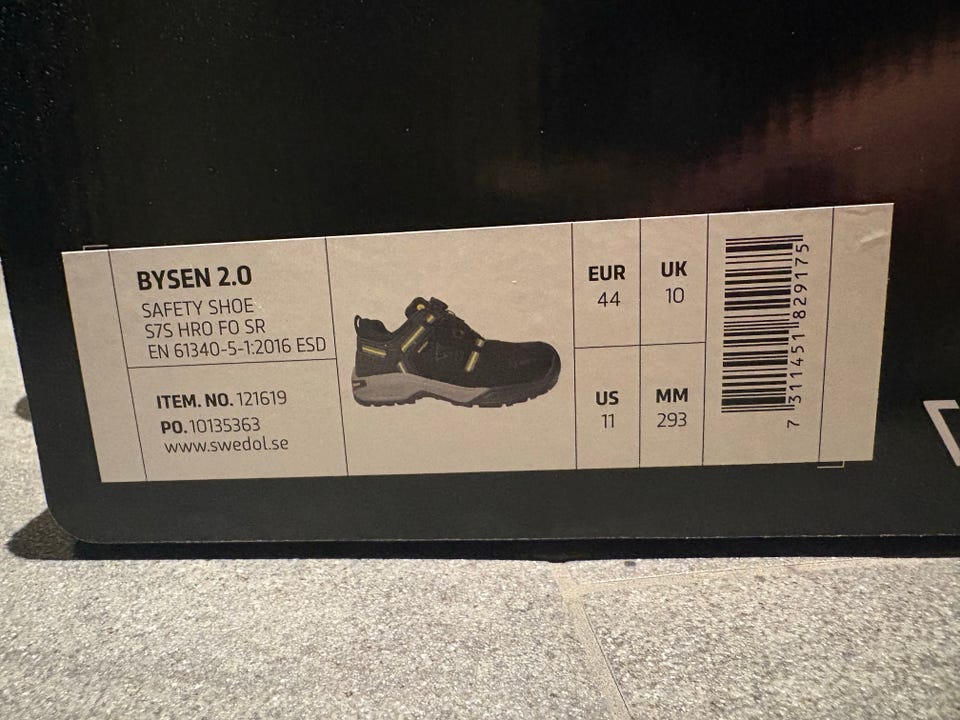 BYSEN 2.0
SAFETY SHOE
S7S HRO FO SR
EN 61340-5-1:2016 ESD
ITEM. NO. 121619
PO. 10135363
www.swedol.se
EUR
44
UK
10
US
11
MM
293
7 311451 829175